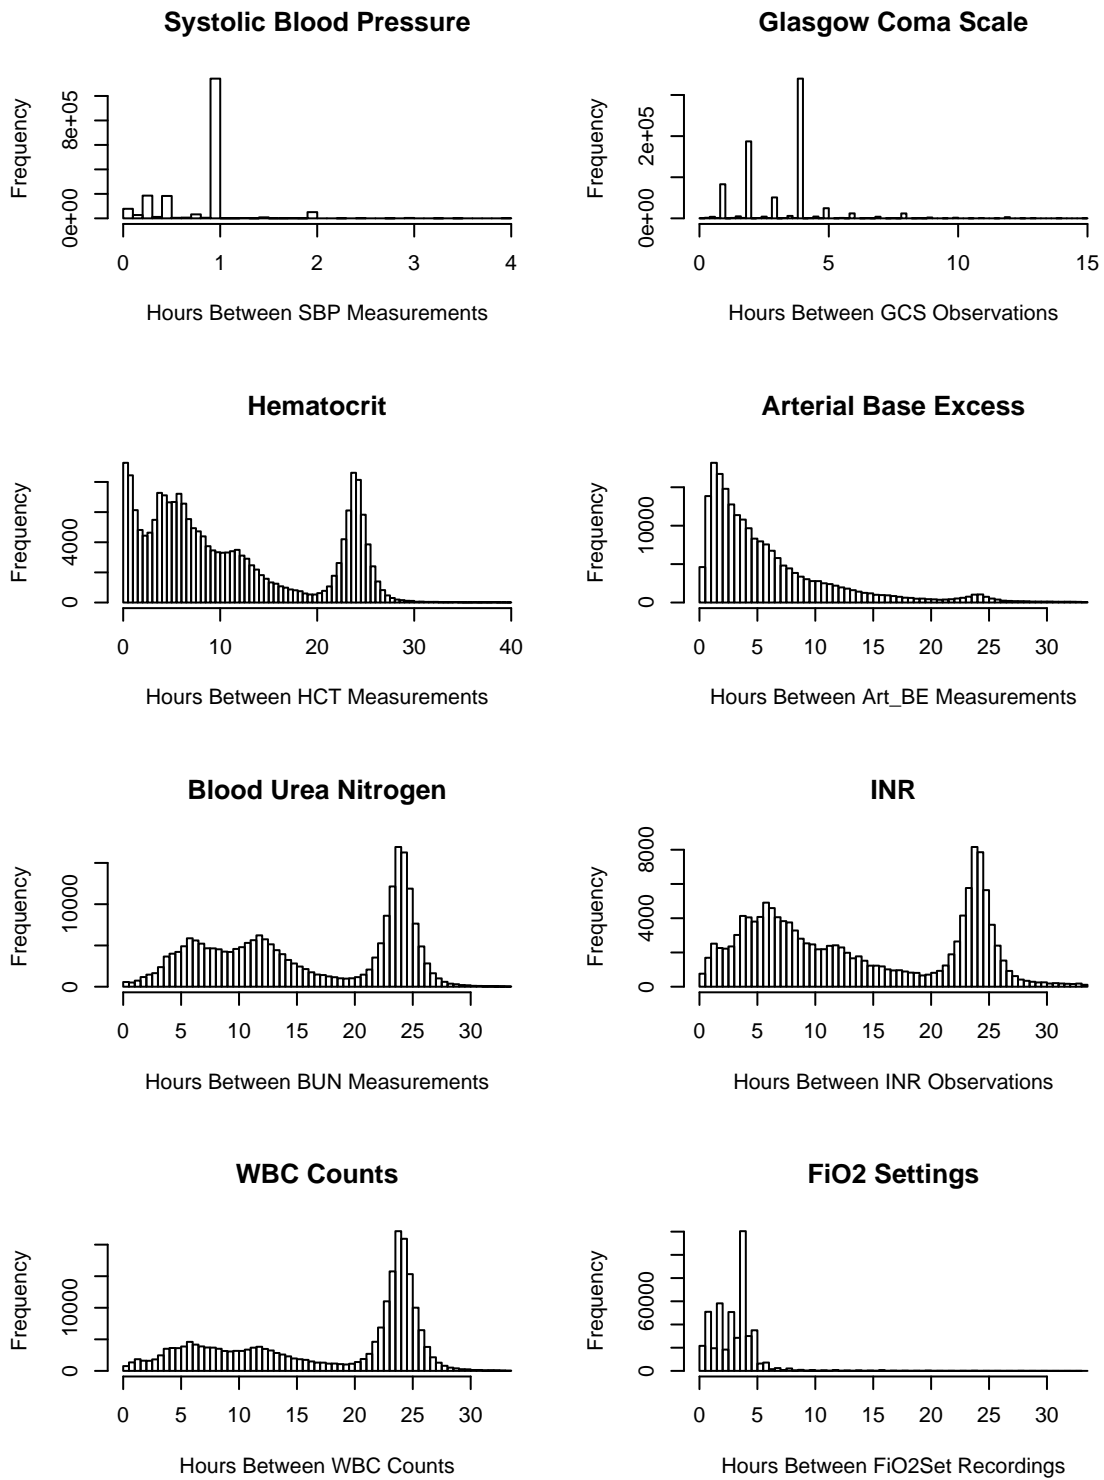 Systolic Blood Pressure
Frequency
0e+00 8e+05
0 1 2 3 4
Hours Between SBP Measurements
Glasgow Coma Scale
Frequency
0e+00 2e+05
0 5 10 15
Hours Between GCS Observations
Hematocrit
Frequency
0 4000
0 10 20 30 40
Hours Between HCT Measurements
Arterial Base Excess
Frequency
0 10000
0 5 10 15 20 25 30
Hours Between Art_BE Measurements
Blood Urea Nitrogen
Frequency
0 10000
0 5 10 15 20 25 30
Hours Between BUN Measurements
INR
Frequency
0 4000 8000
0 5 10 15 20 25 30
Hours Between INR Observations
WBC Counts
Frequency
0 10000
0 5 10 15 20 25 30
Hours Between WBC Counts
FiO2 Settings
Frequency
0 60000
0 5 10 15 20 25 30
Hours Between FiO2Set Recordings